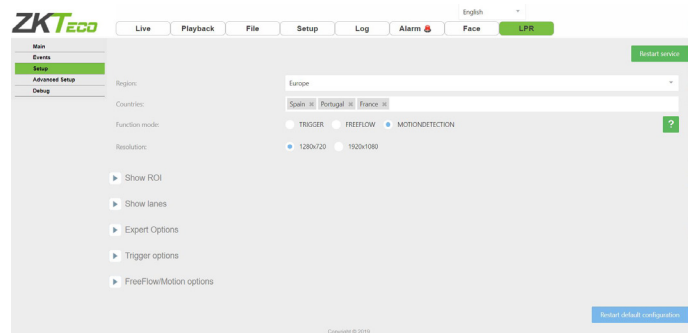 English
ZKTeco
Live Playback File Setup Log Alarm Face LPR
Main
Events
Setup
Advanced Setup
Debug
Restart service
Region: Europe
Countries: Spain Portugal France
Function mode: TRIGGER FREEFLOW MOTIONDETECTION ?
Resolution: 1280x720 1920x1080
Show ROI
Show lanes
Expert Options
Trigger options
FreeFlow/Motion options
Restart default configuration
Copyright © 2016